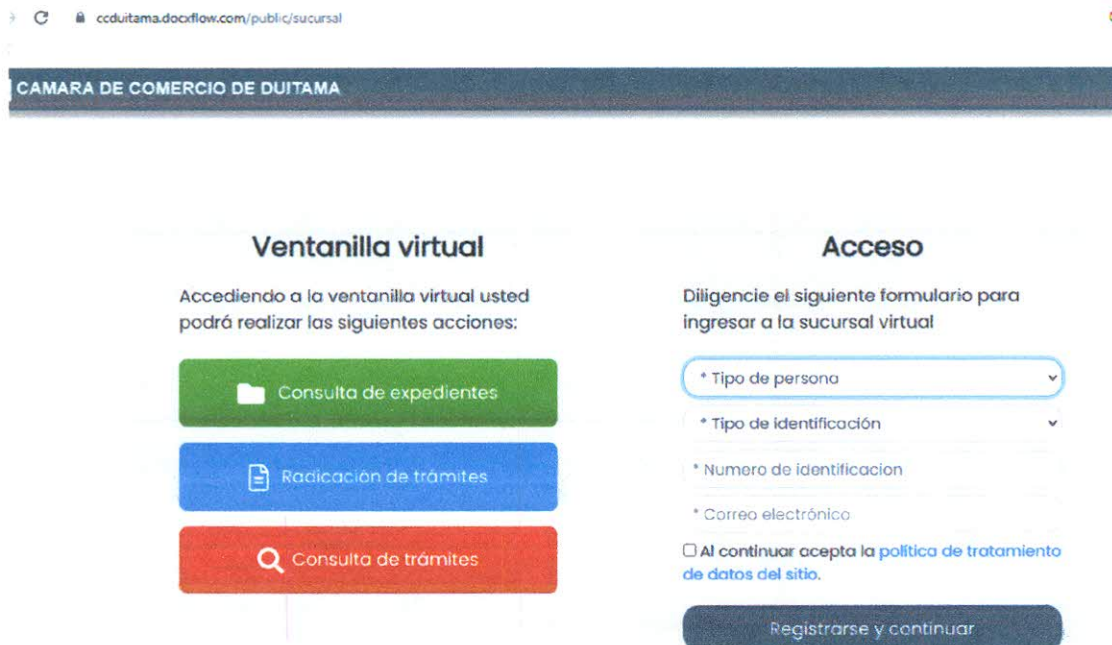 ccduitama.docxflow.com/public/sucursal
CAMARA DE COMERCIO DE DUITAMA
Ventanilla virtual
Accediendo a la ventanilla virtual usted
podrá realizar las siguientes acciones:
Consulta de expedientes
Radicación de trámites
Consulta de trámites
Acceso
Diligencie el siguiente formulario para
ingresar a la sucursal virtual
* Tipo de persona
* Tipo de identificación
* Numero de identificacion
* Correo electrónico
Al continuar acepta la política de tratamiento
de datos del sitio.
Registrarse y continuar